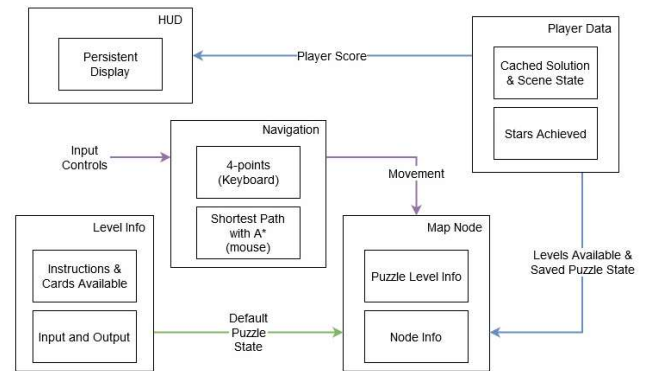 HUD
Persistent
Display
Player Score
Player Data
Cached Solution
& Scene State
Stars Achieved
Input
Controls
Navigation
4-points
(Keyboard)
Shortest Path
with A*
(mouse)
Movement
Level Info
Instructions &
Cards Available
Input and Output
Default
Puzzle
State
Map Node
Puzzle Level Info
Node Info
Levels Available &
Saved Puzzle State